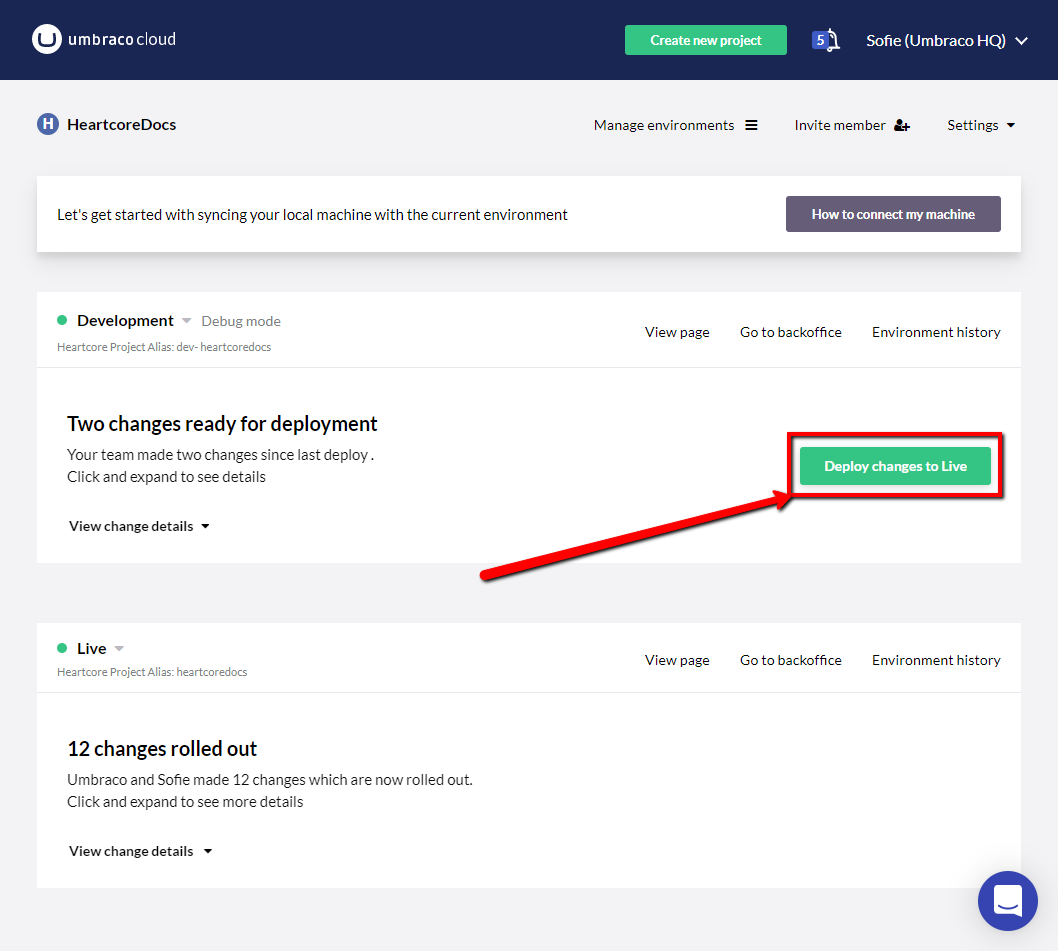 umbraco cloud
Create new project
5
Sofie (Umbraco HQ)
H
HeartcoreDocs
Manage environments
Invite member
Settings
Let's get started with syncing your local machine with the current environment
How to connect my machine
Development
Debug mode
Heartcore Project Alias: dev- heartcoredocs
View page
Go to backoffice
Environment history
Two changes ready for deployment
Your team made two changes since last deploy .
Click and expand to see details
Deploy changes to Live
View change details
Live
Heartcore Project Alias: heartcoredocs
View page
Go to backoffice
Environment history
12 changes rolled out
Umbraco and Sofie made 12 changes which are now rolled out.
Click and expand to see more details
View change details